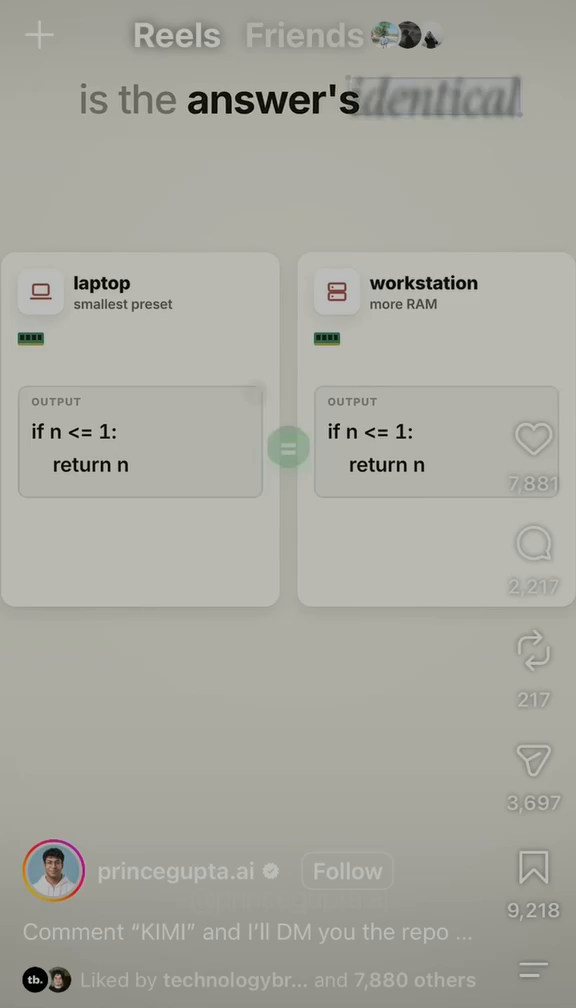 Reels Friends
is the answer's identical.
laptop
smallest preset
workstation
more RAM
OUTPUT
if n <= 1:
return n
=
OUTPUT
if n <= 1:
return n
7,881
2,217
217
3,697
9,218
princegupta.ai Follow
Comment “KIMI” and I’ll DM you the repo ...
tb. Liked by technologybr... and 7,880 others